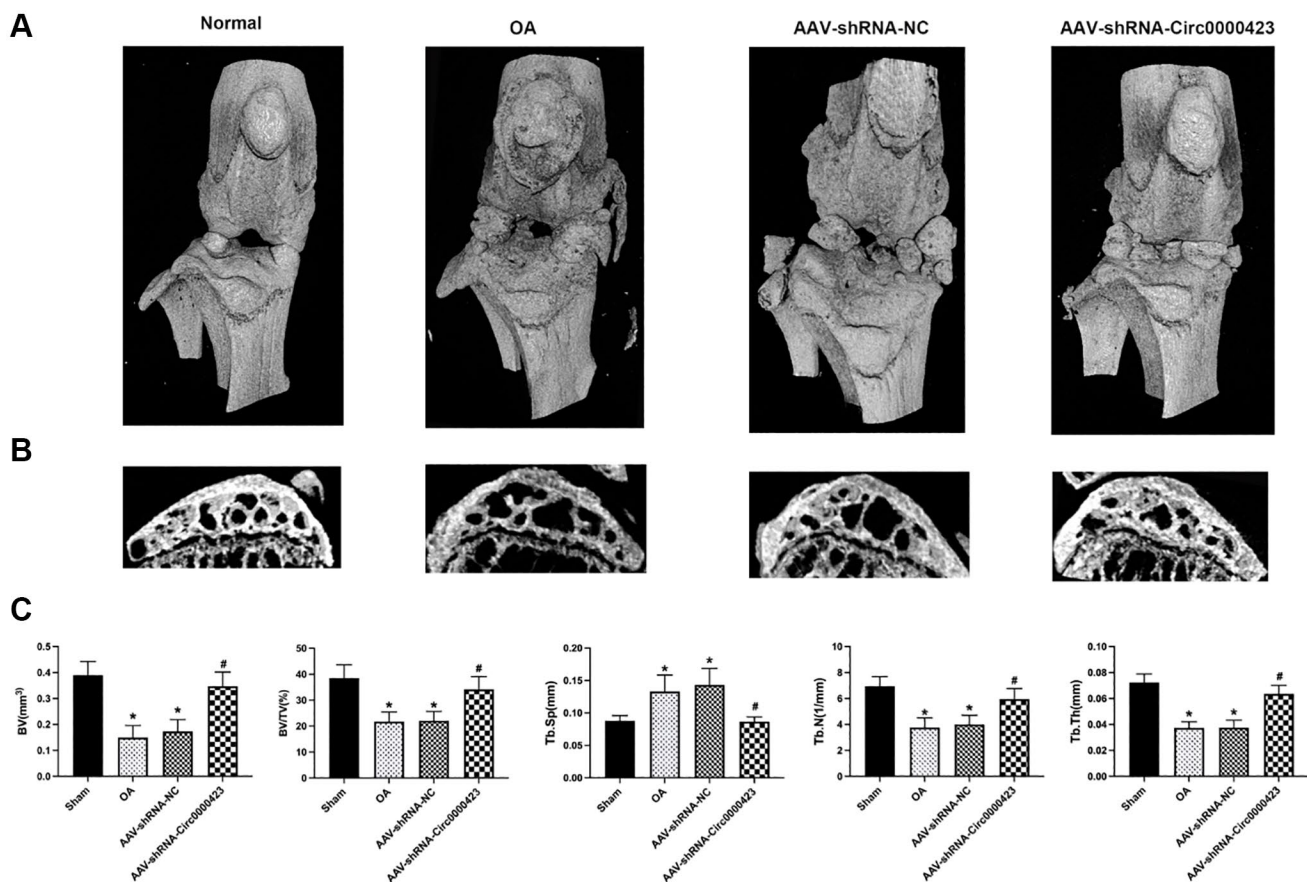 A
Normal
OA
AAV-shRNA-NC
AAV-shRNA-Circ0000423
B
C
BV(mm³)
0.5
0.4
0.3
0.2
0.1
0.0
*
*
#
Sham
OA
AAV-shRNA-NC
AAV-shRNA-Circ0000423
BV/TV(%)
50
40
30
20
10
0
*
*
#
Sham
OA
AAV-shRNA-NC
AAV-shRNA-Circ0000423
Tb.Sp(mm)
0.20
0.15
0.10
0.05
0.00
*
*
#
Sham
OA
AAV-shRNA-NC
AAV-shRNA-Circ0000423
Tb.N(1/mm)
10
8
6
4
2
0
*
*
#
Sham
OA
AAV-shRNA-NC
AAV-shRNA-Circ0000423
Tb.Th(mm)
0.10
0.08
0.06
0.04
0.02
0.00
*
*
#
Sham
OA
AAV-shRNA-NC
AAV-shRNA-Circ0000423